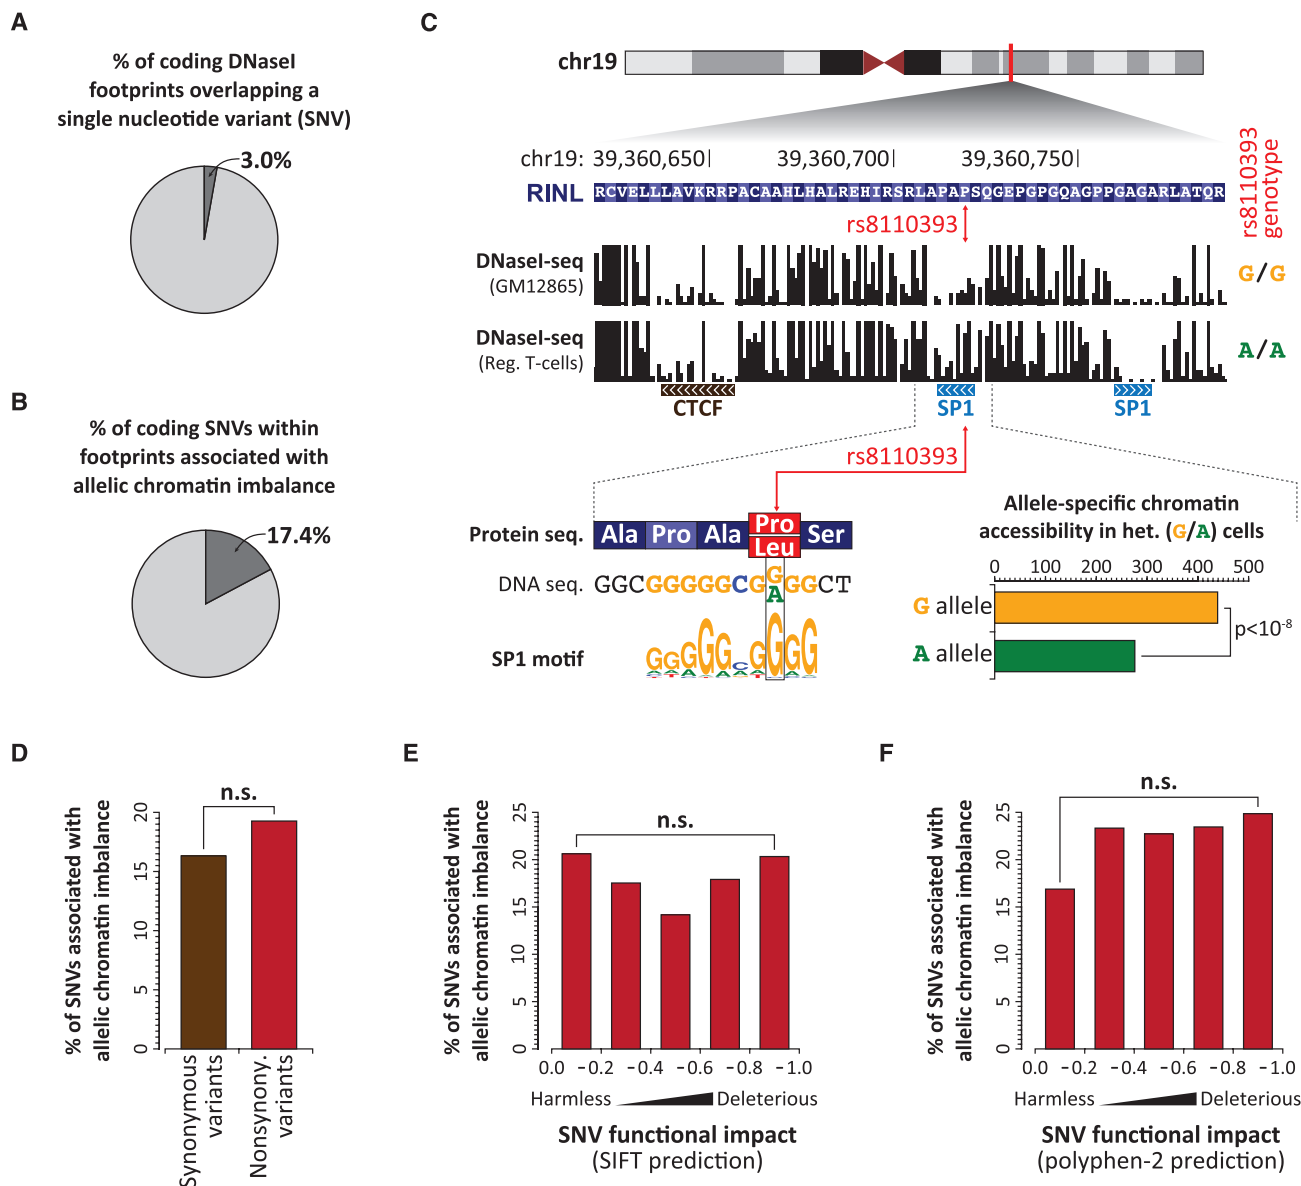 A
% of coding DNaseI
footprints overlapping a
single nucleotide variant (SNV)
3.0%
B
% of coding SNVs within
footprints associated with
allelic chromatin imbalance
17.4%
C
chr19
chr19: 39,360,650 39,360,700 39,360,750
RINL RCVELLLAVKRRPACAAHLHALREHIRSRLAPAPSQGEPGPGQAGPPGAGARLATQR
rs8110393
rs8110393
genotype
DNaseI-seq
(GM12865)
G/G
DNaseI-seq
(Reg. T-cells)
A/A
CTCF SP1 SP1
rs8110393
Protein seq. Ala Pro Ala Pro Ser
Leu
DNA seq. GGCGGGGGCGGGGCT
A
SP1 motif
GGGGGCGGGG
Allele-specific chromatin
accessibility in het. (G/A) cells
0 100 200 300 400 500
G allele
A allele
p<10⁻⁸
D
% of SNVs associated with
allelic chromatin imbalance
0 5 10 15 20
n.s.
Synonymous
variants
Nonsynony.
variants
E
% of SNVs associated with
allelic chromatin imbalance
0 5 10 15 20 25
n.s.
0.0 -0.2 -0.4 -0.6 -0.8 -1.0
Harmless Deleterious
SNV functional impact
(SIFT prediction)
F
% of SNVs associated with
allelic chromatin imbalance
0 5 10 15 20 25
n.s.
0.0 -0.2 -0.4 -0.6 -0.8 -1.0
Harmless Deleterious
SNV functional impact
(polyphen-2 prediction)